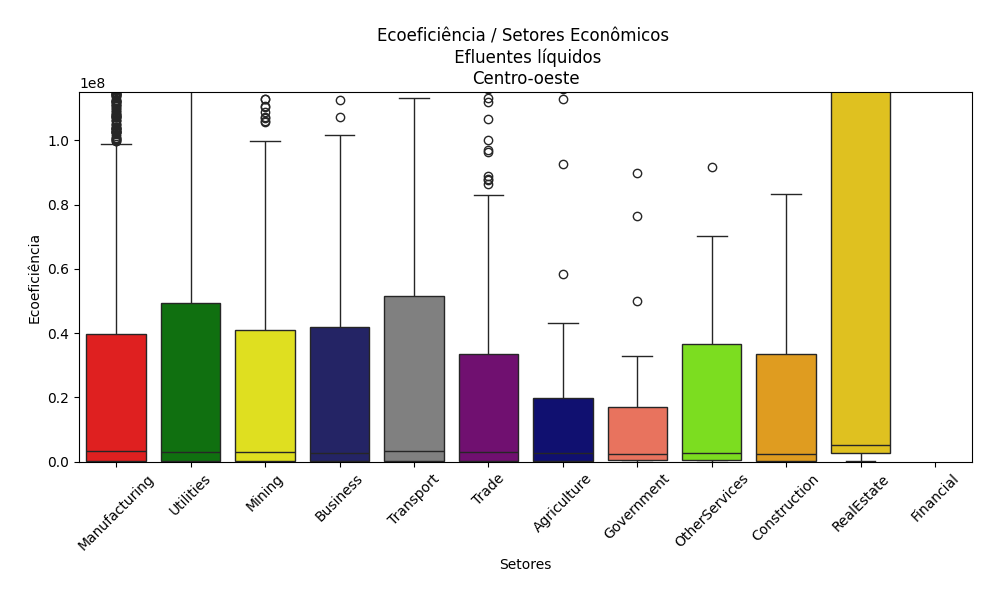 Ecoeficiência / Setores Econômicos
Efluentes líquidos
Centro-oeste
1e8
1.0
0.8
0.6
0.4
0.2
0.0
Ecoeficiência
Manufacturing
Utilities
Mining
Business
Transport
Trade
Agriculture
Government
OtherServices
Construction
RealEstate
Financial
Setores